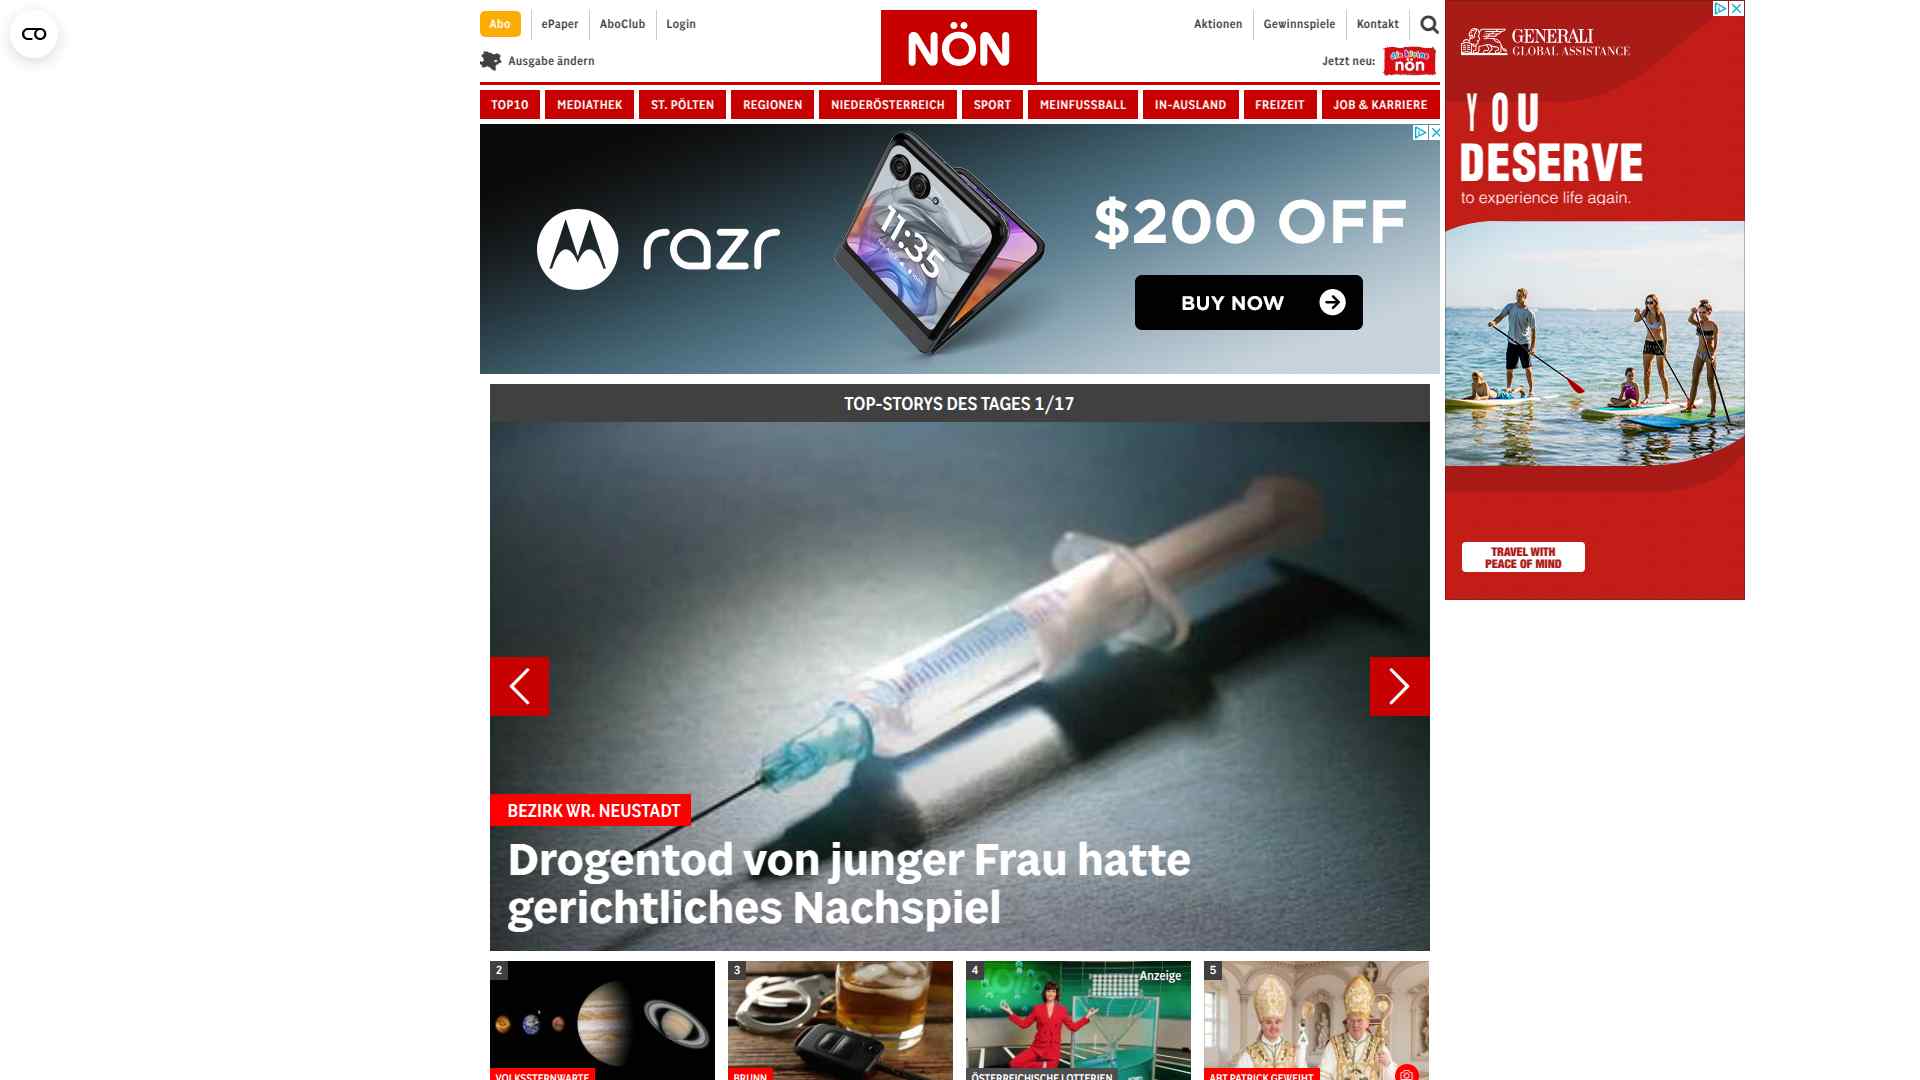 Abo
ePaper
AboClub
Login
NÖN
Aktionen
Gewinnspiele
Kontakt
Ausgabe ändern
Jetzt neu:
die kleine
nön
TOP10
MEDIATHEK
ST. PÖLTEN
REGIONEN
NIEDERÖSTERREICH
SPORT
MEINFUSSBALL
IN-AUSLAND
FREIZEIT
JOB & KARRIERE
razr
11:35
$200 OFF
BUY NOW
GENERALI
GLOBAL ASSISTANCE
YOU
DESERVE
to experience life again.
TRAVEL WITH
PEACE OF MIND
TOP-STORYS DES TAGES 1/17
BEZIRK WR. NEUSTADT
Drogentod von junger Frau hatte
gerichtliches Nachspiel
2
VOLKSSTERNWARTE
3
BRUNN
4
Anzeige
ÖSTERREICHISCHE LOTTERIEN
5
ABT PATRICK GEWEIHT